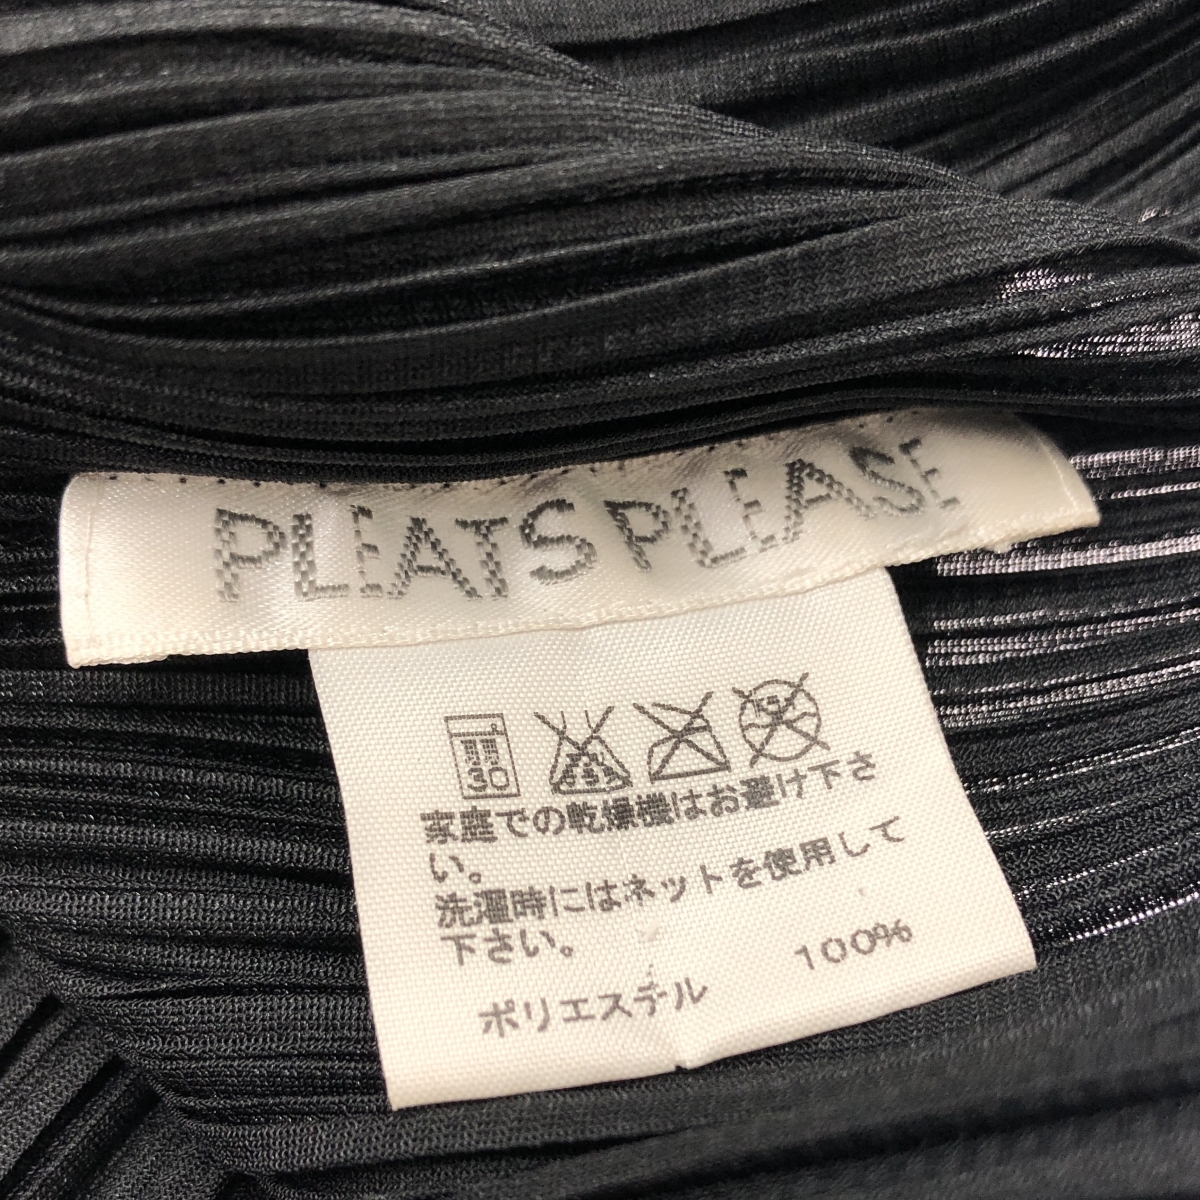 PLEATS PLEASE
30
家庭での乾燥機はお避け下さ
い。
洗濯時にはネットを使用して
下さい。
ポリエステル 100%